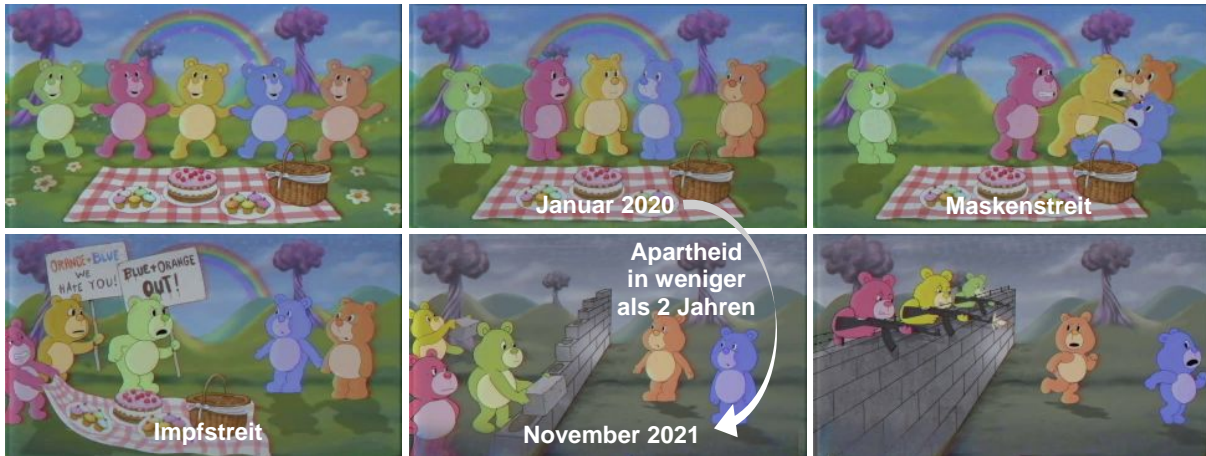 Januar 2020
Maskenstreit
ORANGE+BLUE
WE
HATE YOU!
BLUE+ORANGE
OUT!
Impfstreit
Apartheid
in weniger
als 2 Jahren
November 2021